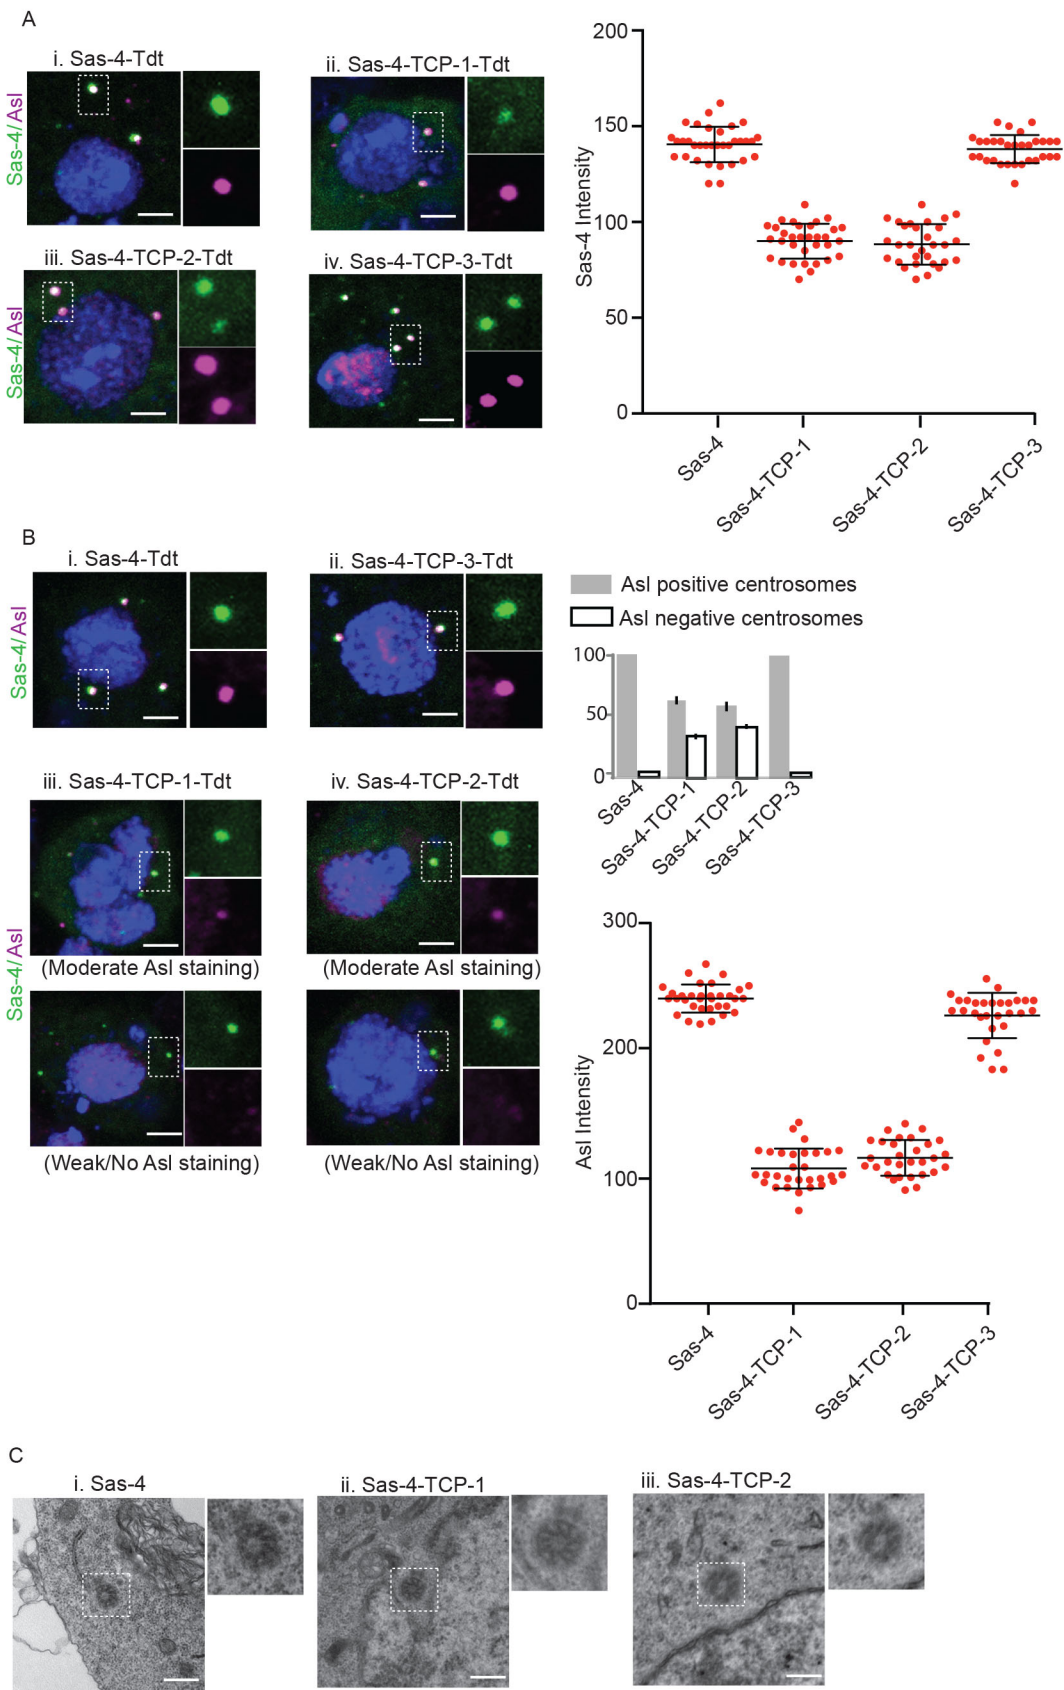 A
i. Sas-4-Tdt
ii. Sas-4-TCP-1-Tdt
Sas-4/Asl
iii. Sas-4-TCP-2-Tdt
iv. Sas-4-TCP-3-Tdt
Sas-4/Asl
200
150
100
50
0
Sas-4 Intensity
Sas-4
Sas-4-TCP-1
Sas-4-TCP-2
Sas-4-TCP-3
B
i. Sas-4-Tdt
ii. Sas-4-TCP-3-Tdt
Sas-4/Asl
iii. Sas-4-TCP-1-Tdt
iv. Sas-4-TCP-2-Tdt
Sas-4/Asl
(Moderate Asl staining)
(Moderate Asl staining)
(Weak/No Asl staining)
(Weak/No Asl staining)
Asl positive centrosomes
Asl negative centrosomes
100
50
0
Sas-4
Sas-4-TCP-1
Sas-4-TCP-2
Sas-4-TCP-3
300
200
100
0
Asl Intensity
Sas-4
Sas-4-TCP-1
Sas-4-TCP-2
Sas-4-TCP-3
C
i. Sas-4
ii. Sas-4-TCP-1
iii. Sas-4-TCP-2